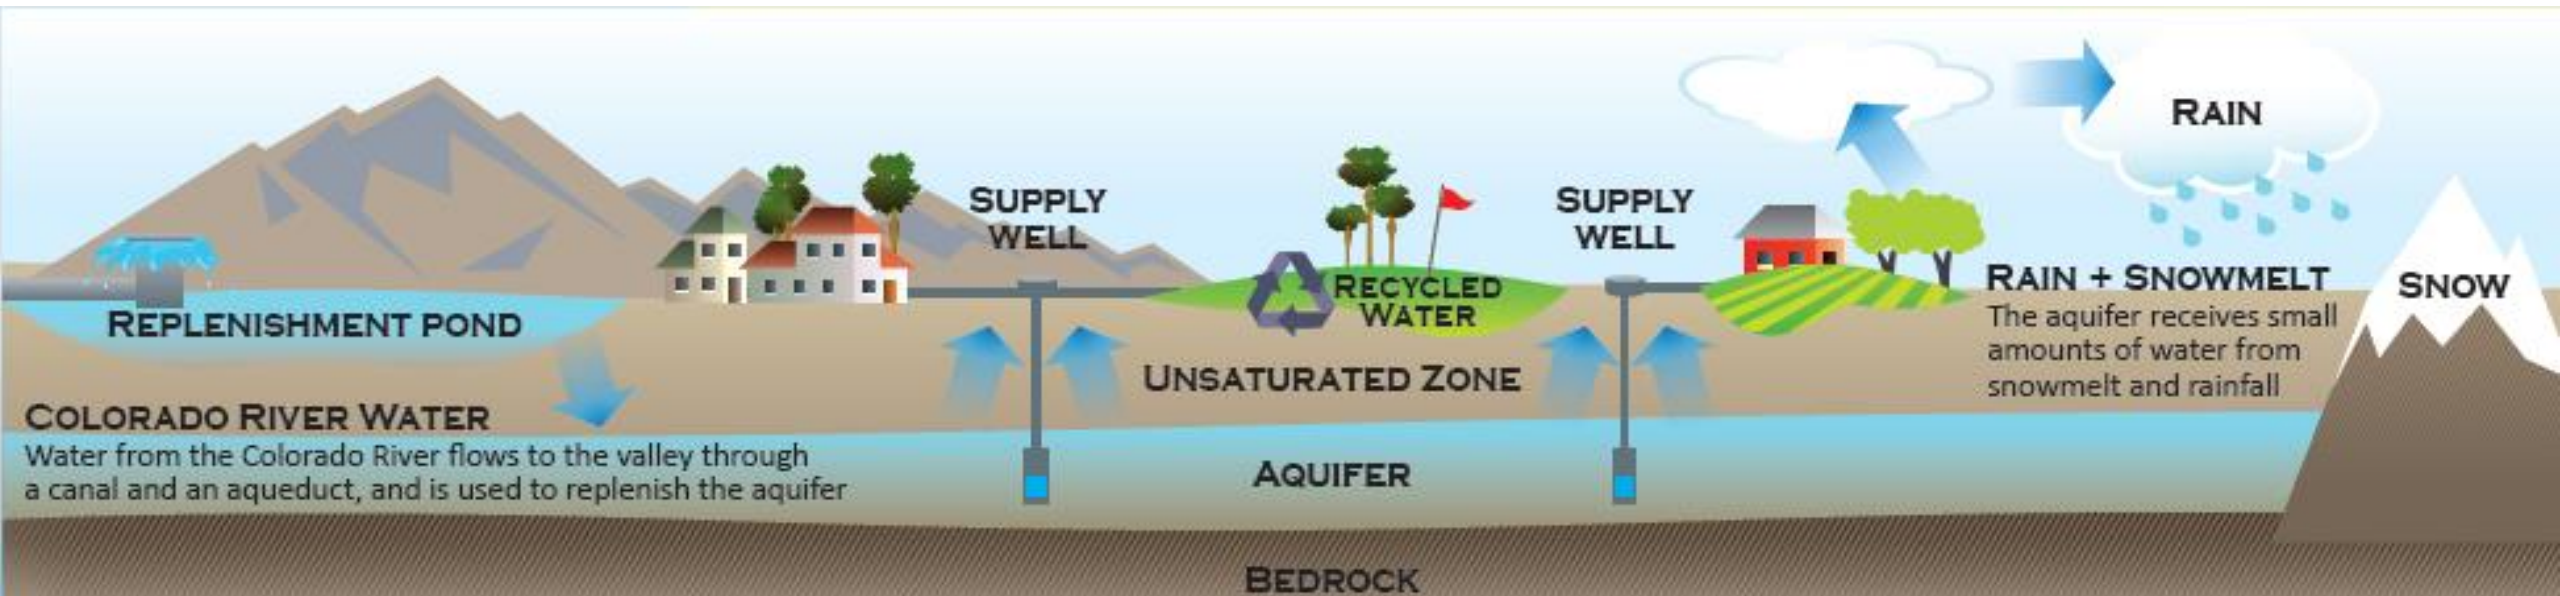 REPLENISHMENT POND
COLORADO RIVER WATER
Water from the Colorado River flows to the valley through
a canal and an aqueduct, and is used to replenish the aquifer
SUPPLY
WELL
RECYCLED
WATER
UNSATURATED ZONE
AQUIFER
BEDROCK
SUPPLY
WELL
RAIN
RAIN + SNOWMELT
The aquifer receives small
amounts of water from
snowmelt and rainfall
SNOW